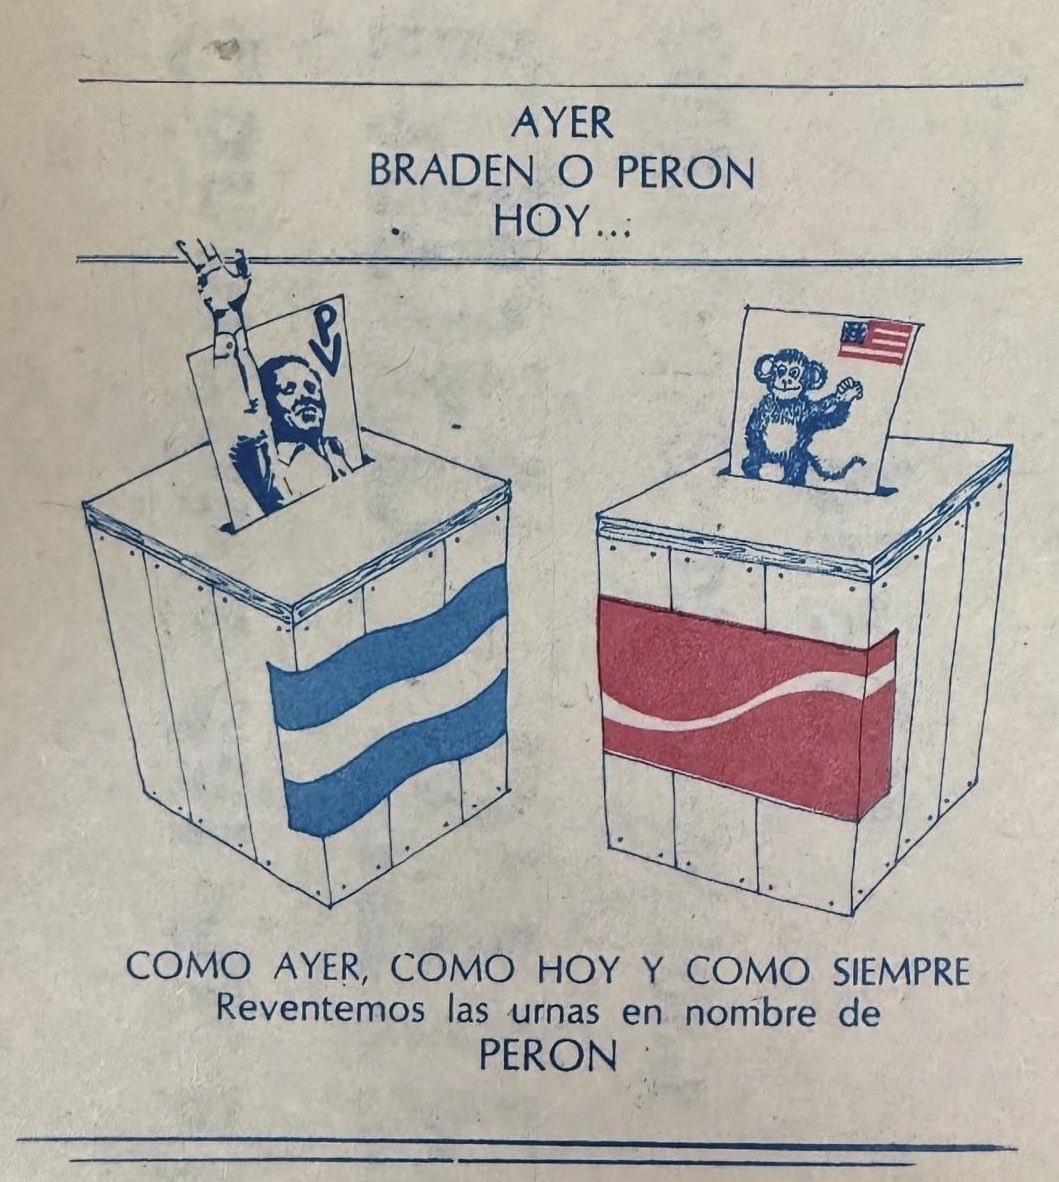 AYER
BRADEN O PERON
HOY...
P
V
COMO AYER, COMO HOY Y COMO SIEMPRE
Reventemos las urnas en nombre de
PERON